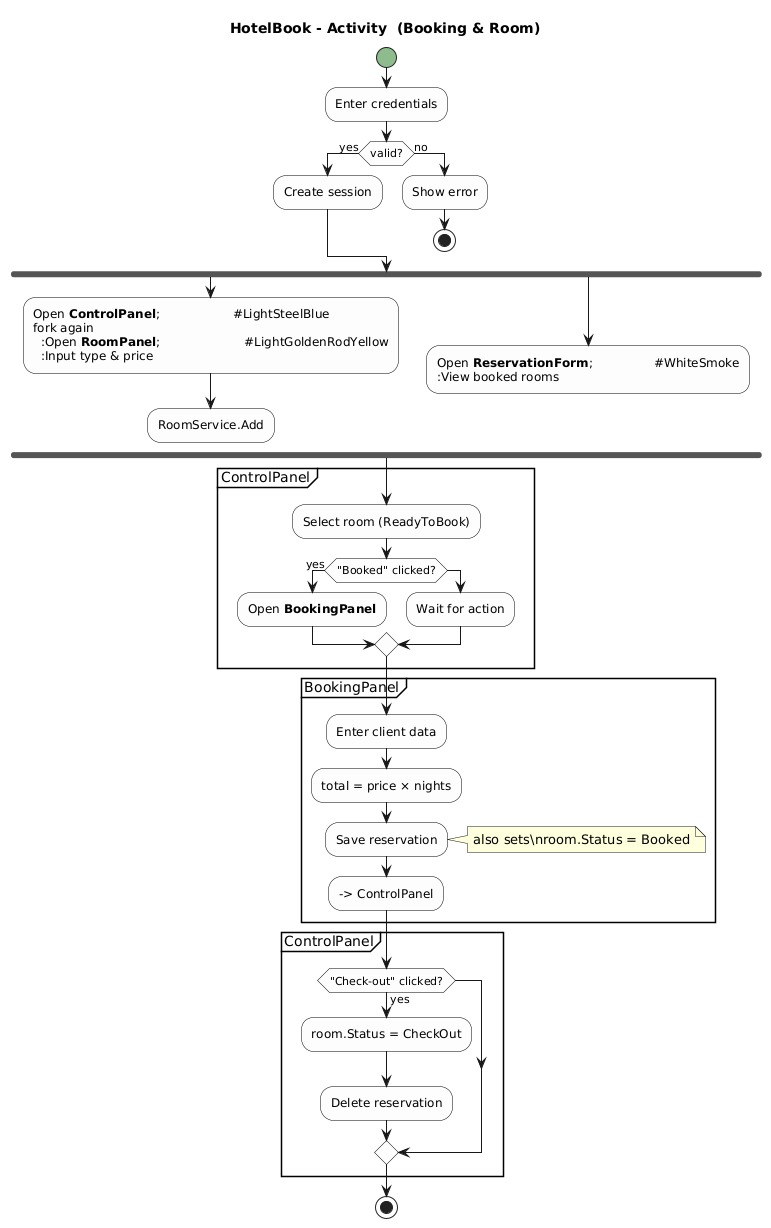 HotelBook - Activity  (Booking & Room)
Enter credentials
yes
valid?
no
Create session
Show error
Open ControlPanel; #LightSteelBlue
fork again
:Open RoomPanel; #LightGoldenRodYellow
:Input type & price
Open ReservationForm; #WhiteSmoke
:View booked rooms
RoomService.Add
ControlPanel
Select room (ReadyToBook)
yes
"Booked" clicked?
Open BookingPanel
Wait for action
BookingPanel
Enter client data
total = price × nights
Save reservation
also sets\nroom.Status = Booked
-> ControlPanel
ControlPanel
"Check-out" clicked?
yes
room.Status = CheckOut
Delete reservation